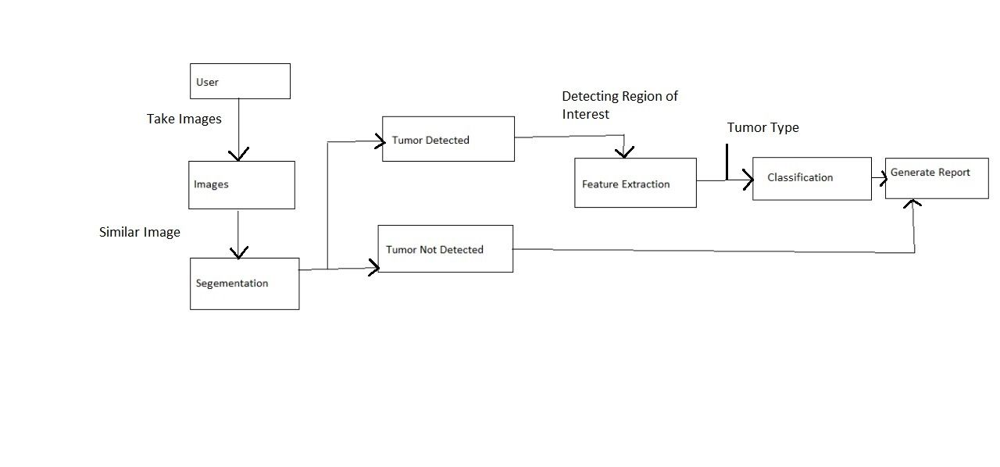 User
Take Images
Images
Similar Image
Segementation
Tumor Detected
Tumor Not Detected
Detecting Region of
Interest
Feature Extraction
Tumor Type
Classification
Generate Report